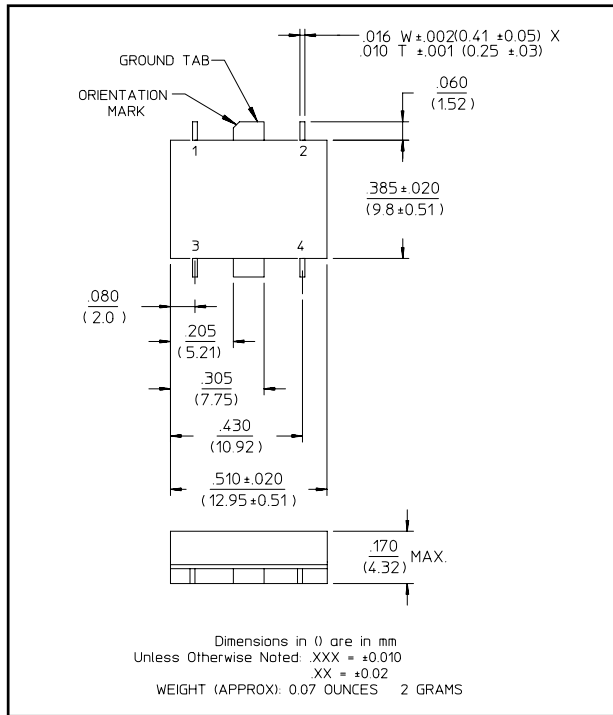 .016 W ±.002(0.41 ±0.05) X
.010 T ±.001 (0.25 ±.03)
GROUND TAB
ORIENTATION
MARK
.060
(1.52)
1
2
.385±.020
(9.8±0.51)
3
4
.080
( 2.0 )
.205
(5.21)
.305
(7.75)
.430
(10.92)
.510±.020
(12.95±0.51)
.170
(4.32)
MAX.
Dimensions in () are in mm
Unless Otherwise Noted: .XXX = ±0.010
.XX = ±0.02
WEIGHT (APPROX): 0.07 OUNCES 2 GRAMS